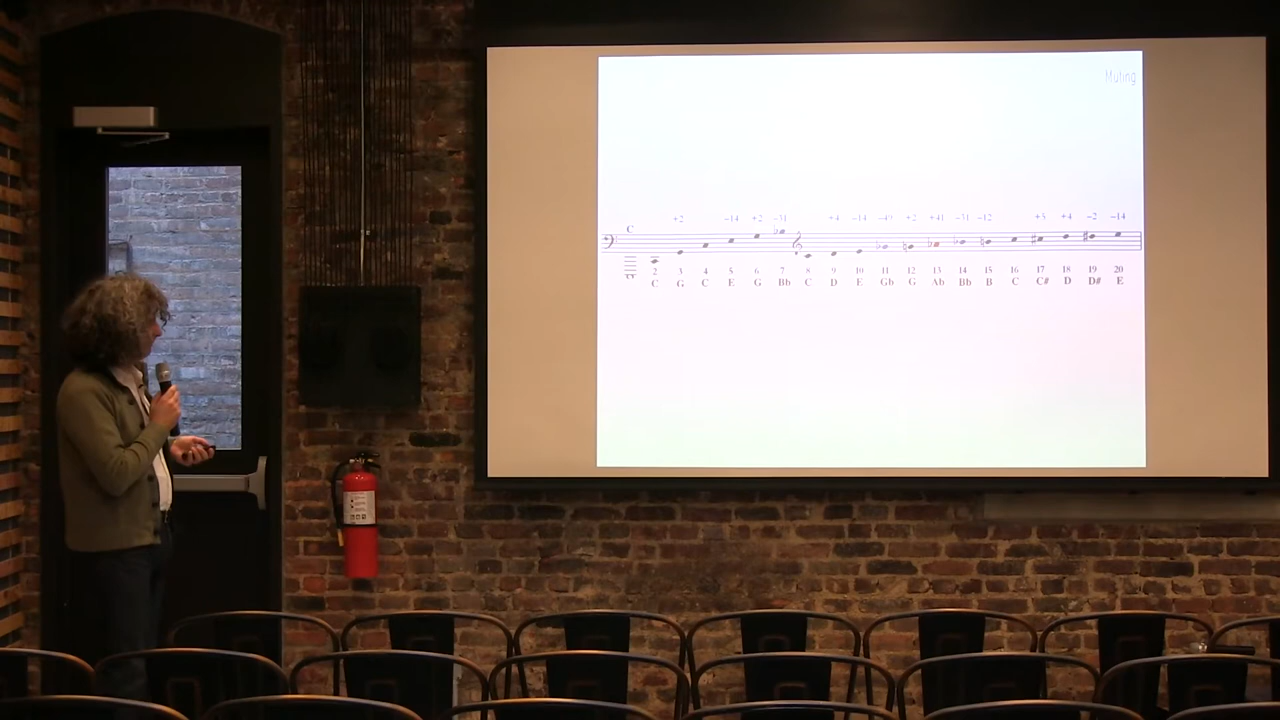 Muting
C
+2 −14 +2 −31 +4 −14 −49 +2 +41 −31 −12 +5 +4 −2 −14
2 3 4 5 6 7 8 9 10 11 12 13 14 15 16 17 18 19 20
C G C E G Bb C D E Gb G Ab Bb B C C# D D# E